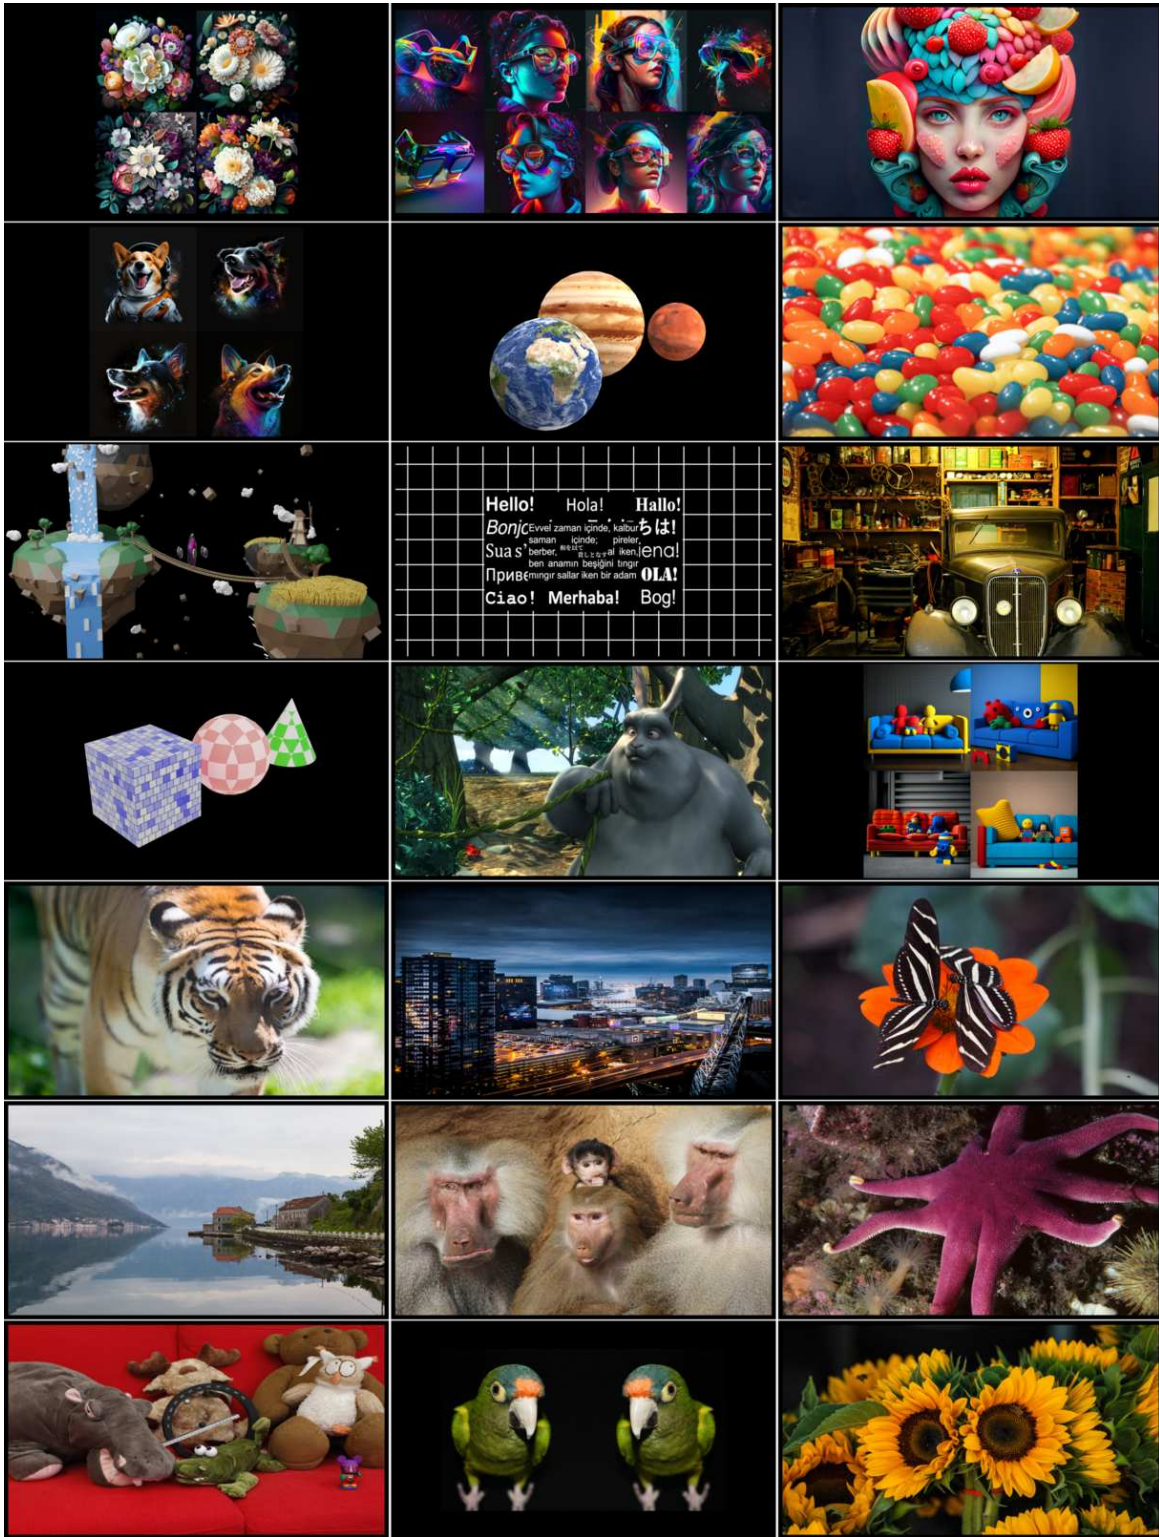 Hello! Hola! Hallo!
Bonjc ちは!
Evvel zaman içinde, kalbur
saman içinde; pireler,
Sua s' jena!
berber, al iken,
ben anamın beşiğini tıngır
Приве OLA!
mıngır sallar iken bir adam
Ciao! Merhaba! Bog!